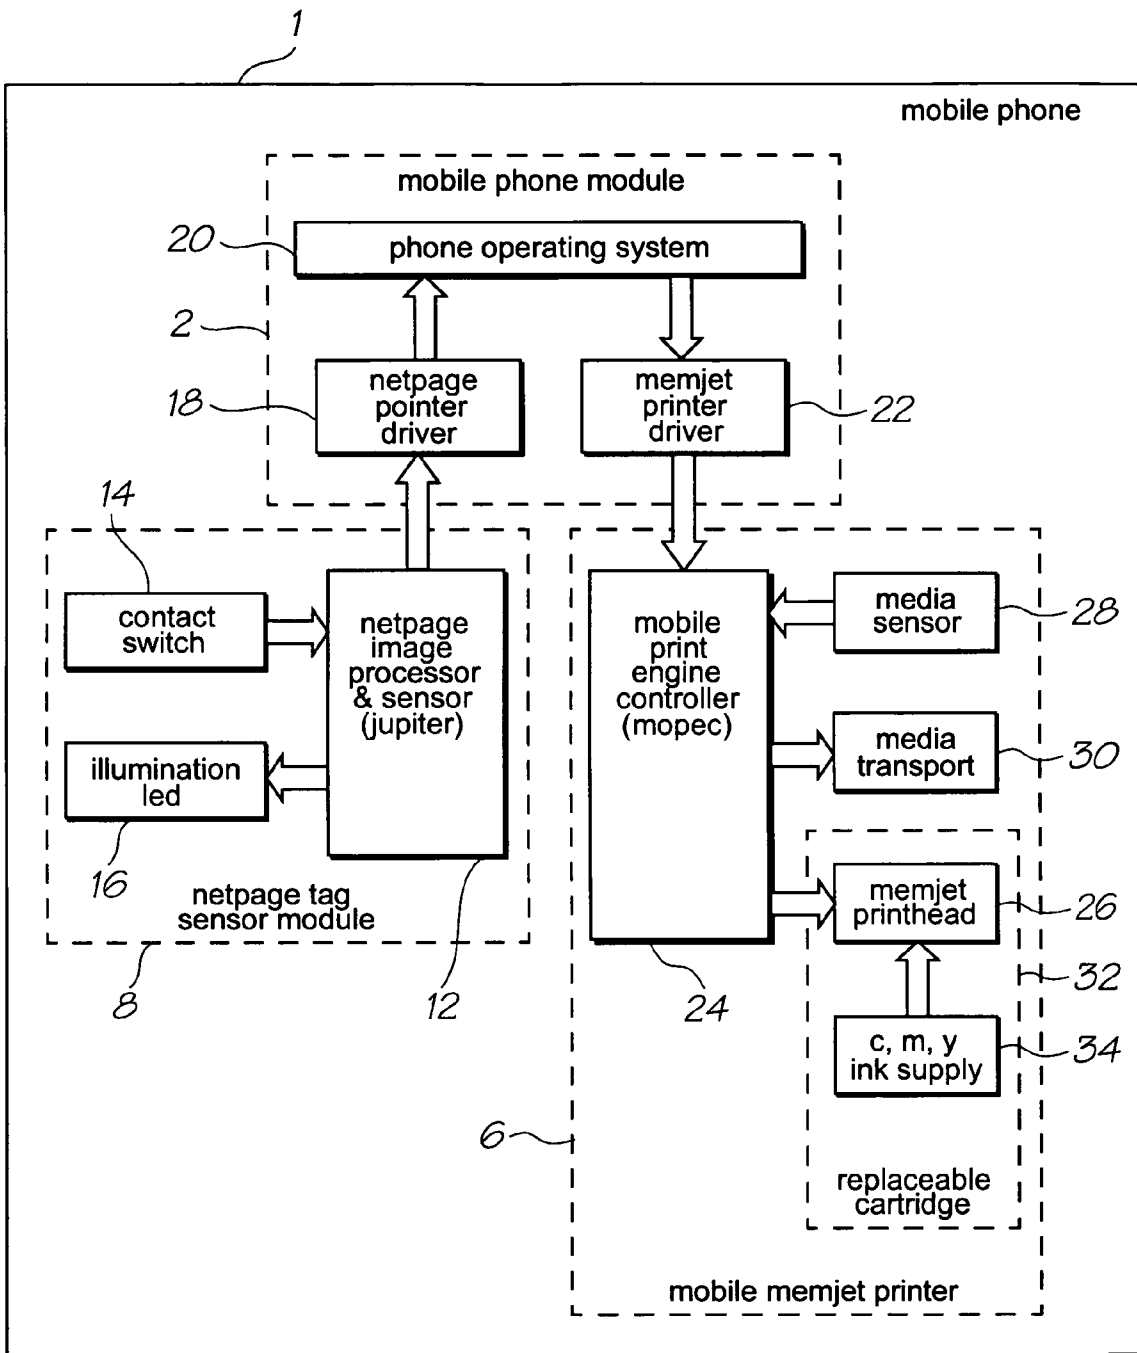 1
mobile phone
mobile phone module
20
phone operating system
2
18
netpage
pointer
driver
memjet
printer
driver
22
14
contact
switch
netpage
image
processor
& sensor
(jupiter)
mobile
print
engine
controller
(mopec)
media
sensor
28
illumination
led
media
transport
30
16
netpage tag
sensor module
memjet
printhead
26
8
12
24
32
c, m, y
ink supply
34
6
replaceable
cartridge
mobile memjet printer